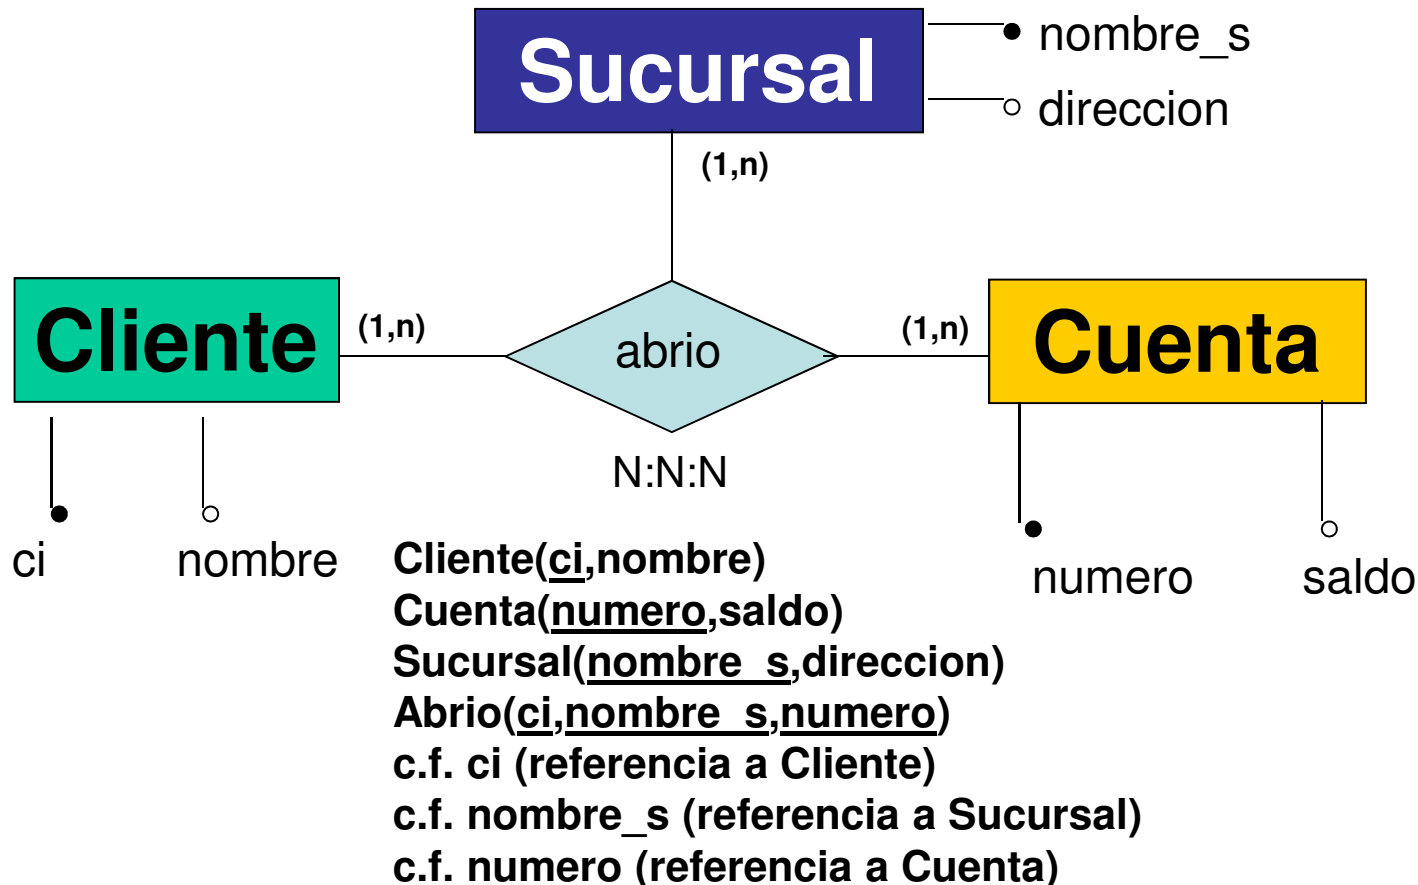 Sucursal
nombre_s
direccion
(1,n)
Cliente
(1,n)
abrio
(1,n)
Cuenta
N:N:N
ci
nombre
numero
saldo
Cliente(ci,nombre)
Cuenta(numero,saldo)
Sucursal(nombre_s,direccion)
Abrio(ci,nombre_s,numero)
c.f. ci (referencia a Cliente)
c.f. nombre_s (referencia a Sucursal)
c.f. numero (referencia a Cuenta)